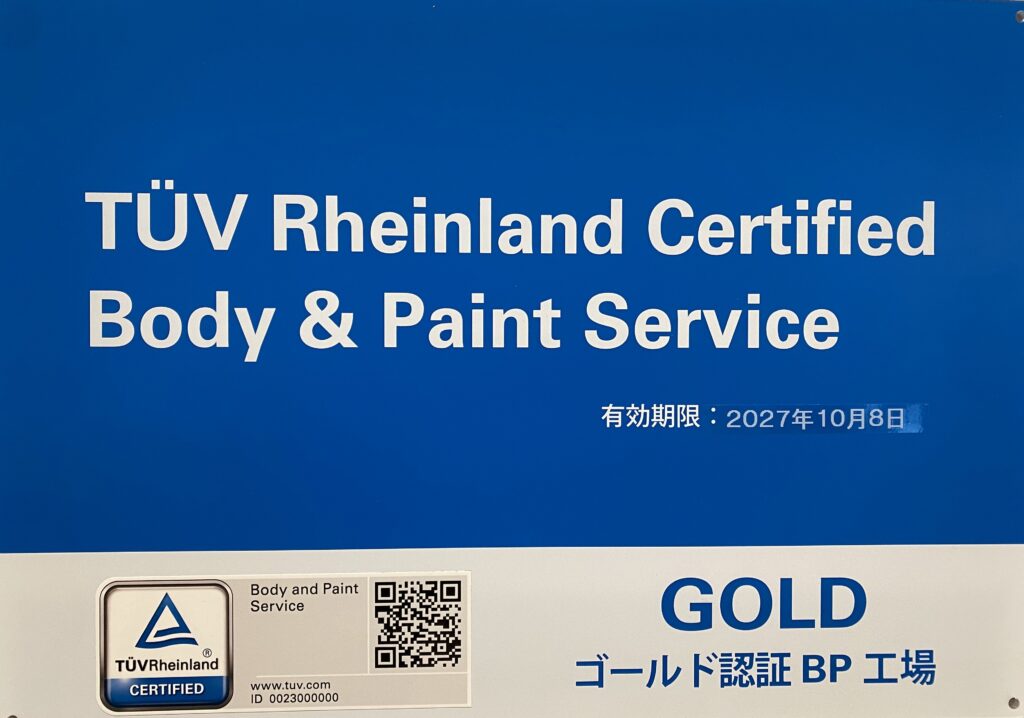 TÜV Rheinland Certified
Body & Paint Service
有効期限：2027年10月8日
Body and Paint
Service
®
TÜVRheinland
CERTIFIED
www.tuv.com
ID 0023000000
GOLD
ゴールド認証 BP 工場